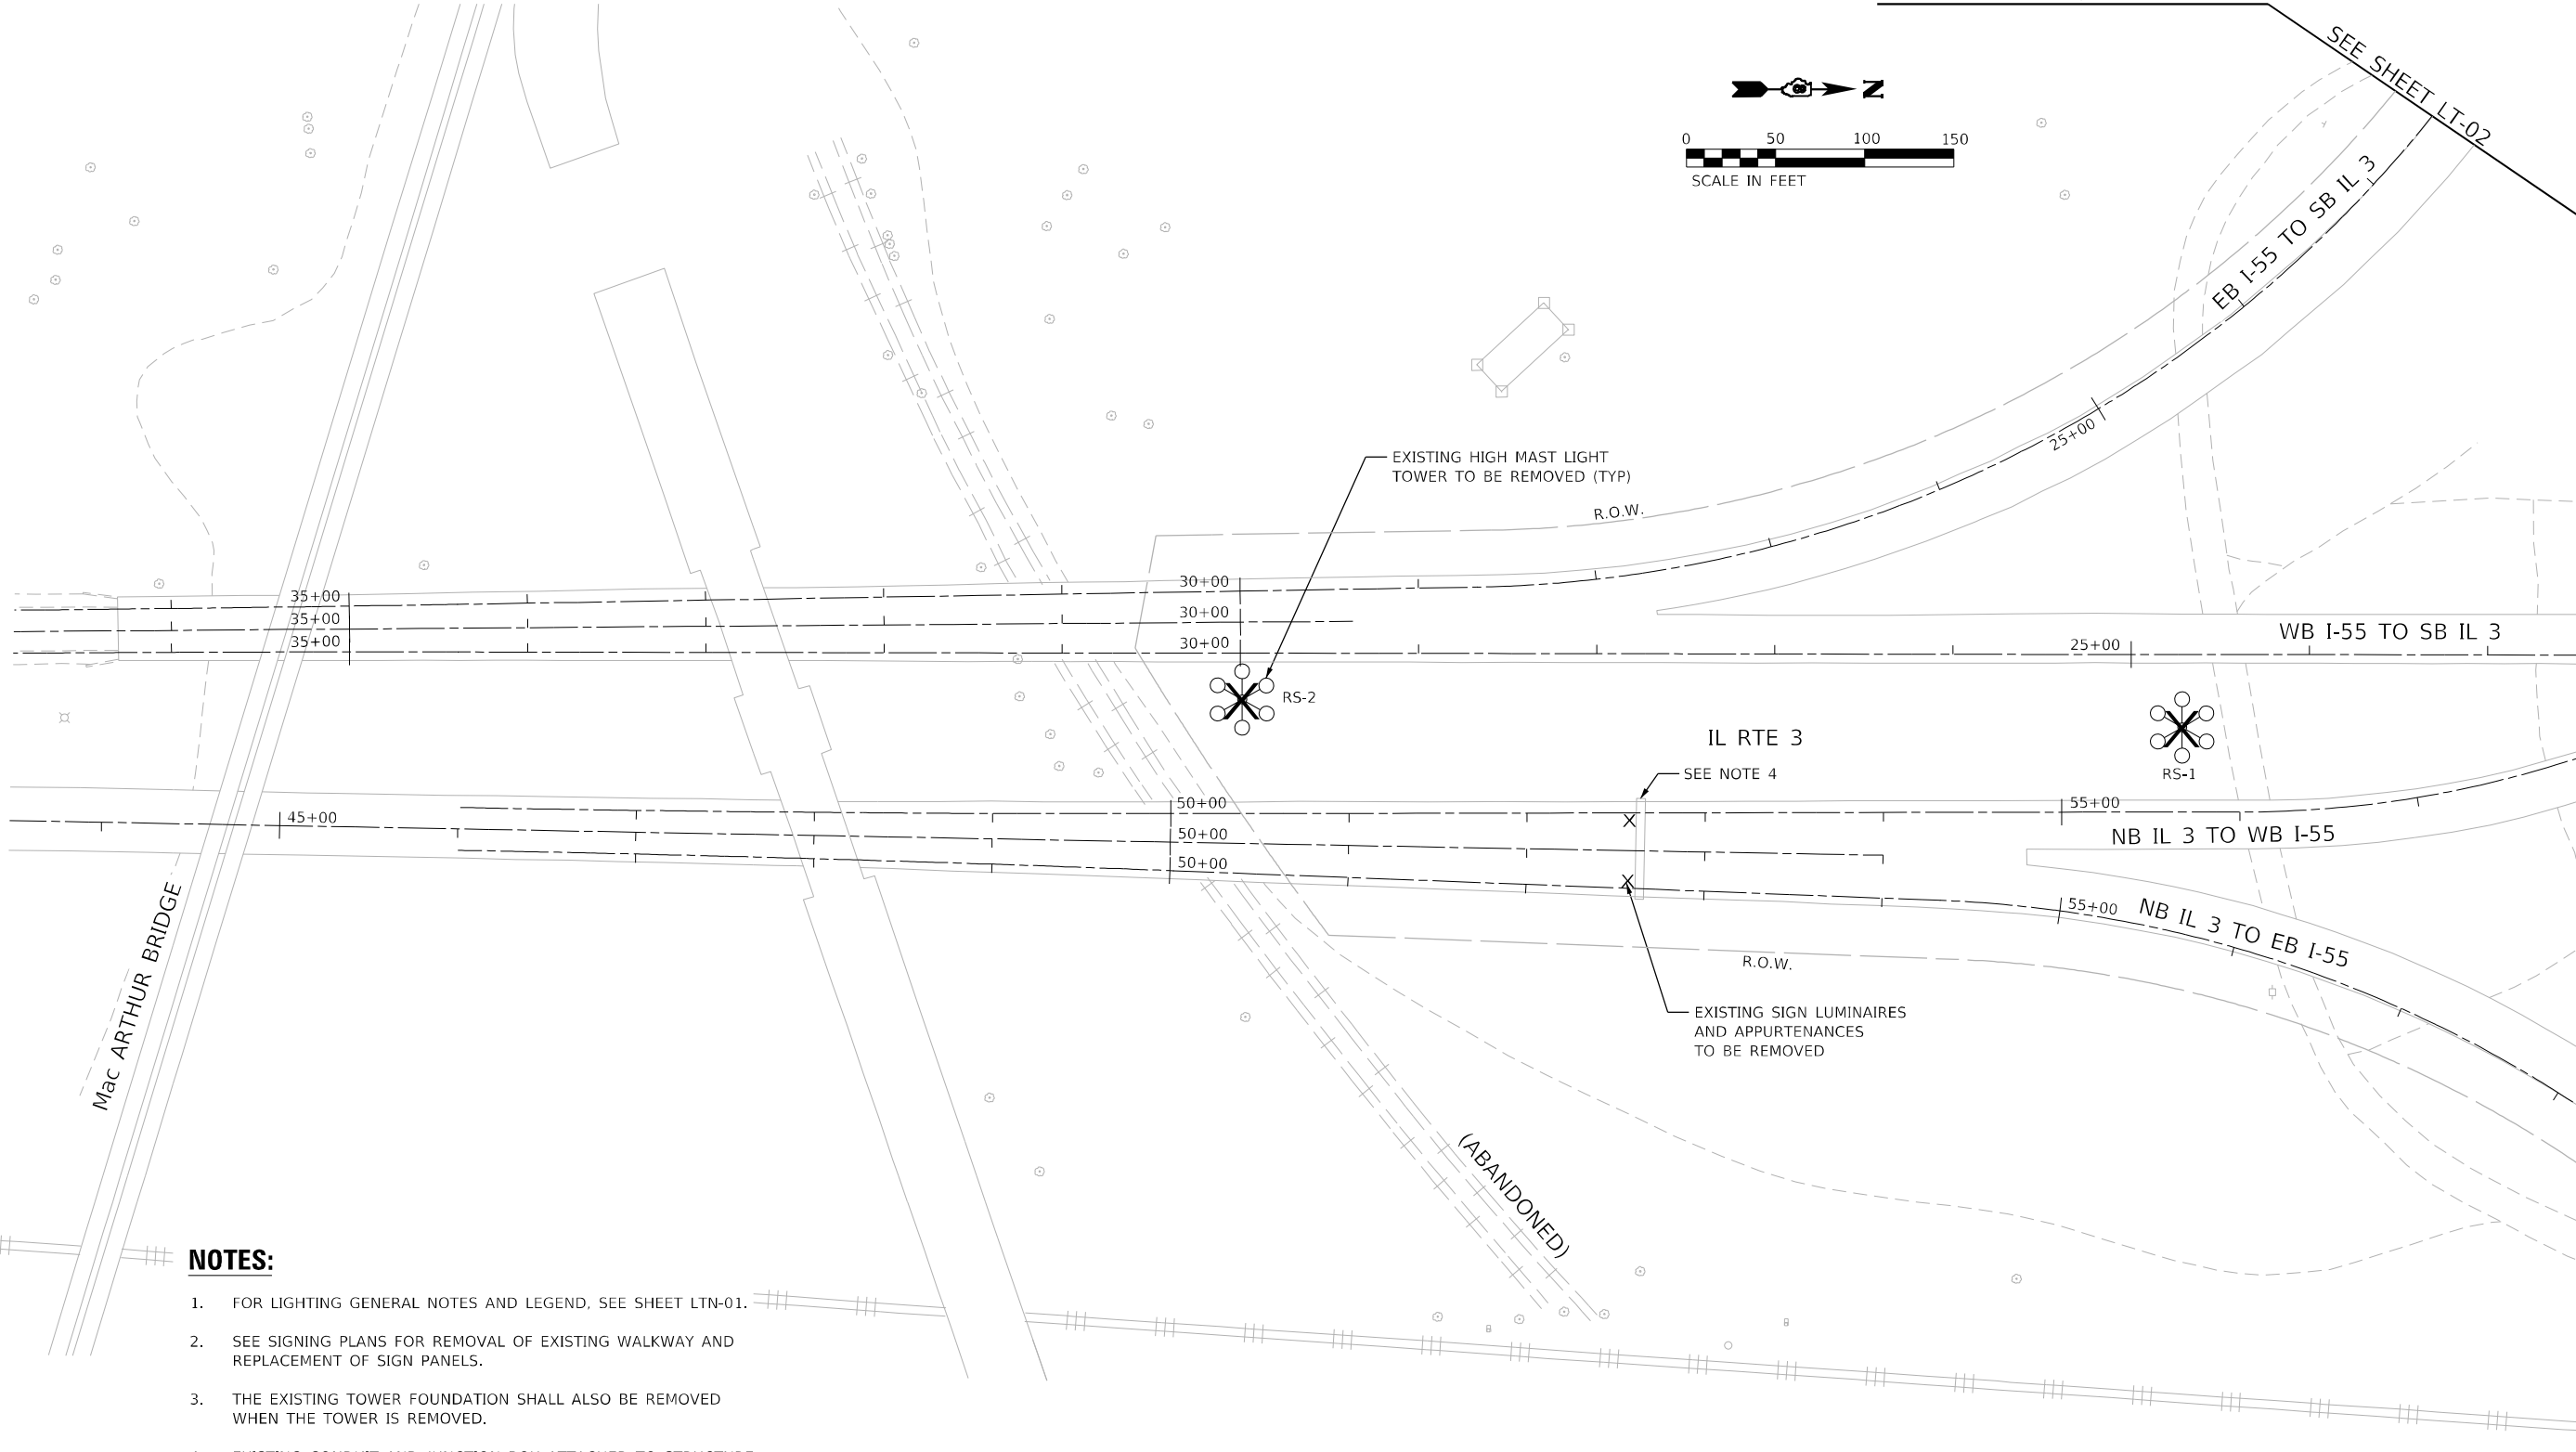 SEE SHEET LT-02
N
0 50 100 150
SCALE IN FEET
EB I-55 TO SB IL 3
25+00
EXISTING HIGH MAST LIGHT
TOWER TO BE REMOVED (TYP)
R.O.W.
35+00
35+00
35+00
30+00
30+00
30+00
25+00
WB I-55 TO SB IL 3
RS-2
RS-1
IL RTE 3
SEE NOTE 4
45+00
50+00
50+00
50+00
55+00
NB IL 3 TO WB I-55
55+00
NB IL 3 TO EB I-55
R.O.W.
EXISTING SIGN LUMINAIRES
AND APPURTENANCES
TO BE REMOVED
Mac ARTHUR BRIDGE
(ABANDONED)
NOTES:
1. FOR LIGHTING GENERAL NOTES AND LEGEND, SEE SHEET LTN-01.
2. SEE SIGNING PLANS FOR REMOVAL OF EXISTING WALKWAY AND
REPLACEMENT OF SIGN PANELS.
3. THE EXISTING TOWER FOUNDATION SHALL ALSO BE REMOVED
WHEN THE TOWER IS REMOVED.